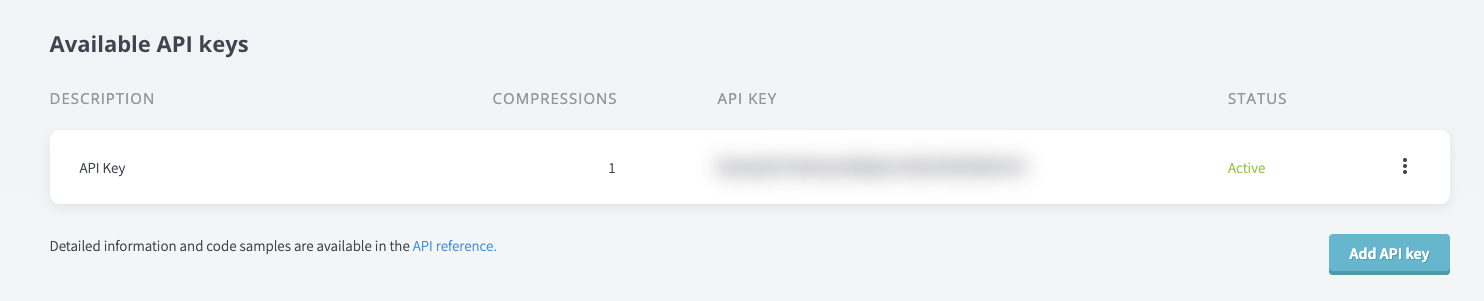 Available API keys
DESCRIPTION COMPRESSIONS API KEY STATUS
API Key 1 Active
Detailed information and code samples are available in the API reference.
Add API key